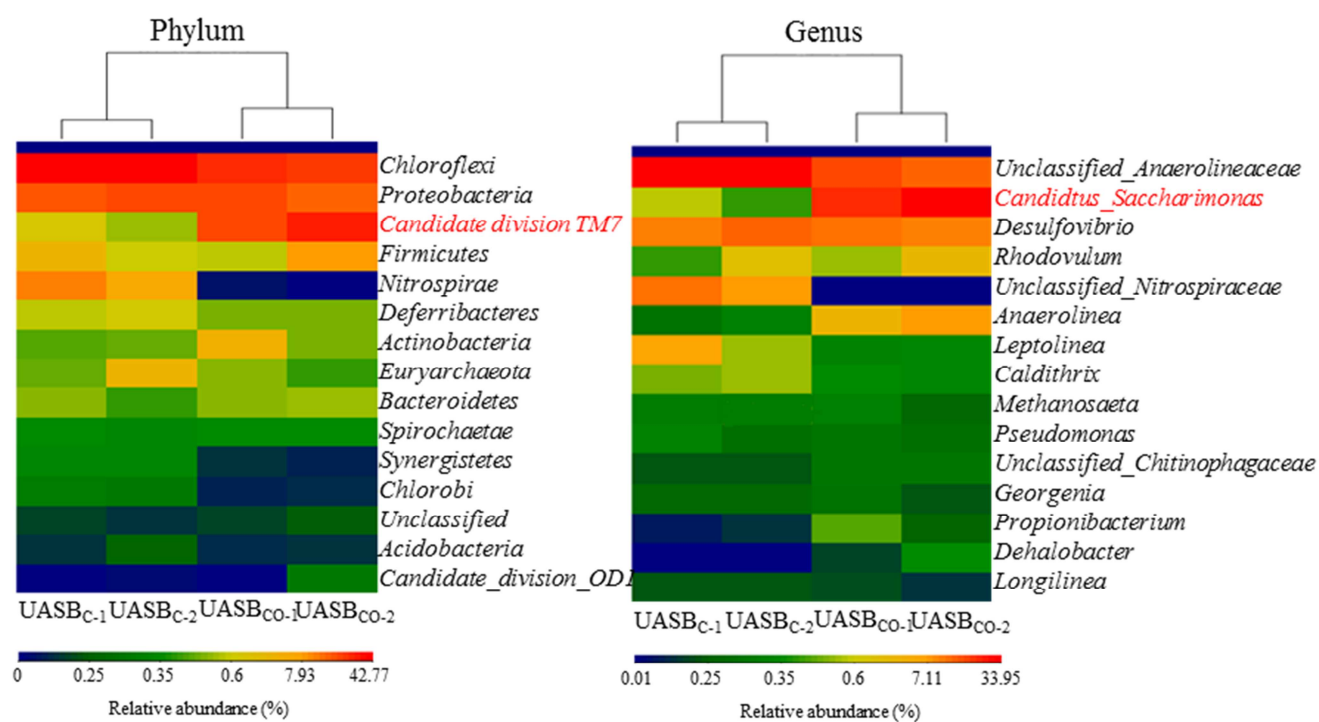 Phylum
Chloroflexi
Proteobacteria
Candidate division TM7
Firmicutes
Nitrospirae
Deferribacteres
Actinobacteria
Euryarchaeota
Bacteroidetes
Spirochaetae
Synergistetes
Chlorobi
Unclassified
Acidobacteria
Candidate_division_OD1
UASBC-1 UASBC-2 UASBCO-1 UASBCO-2
0 0.25 0.35 0.6 7.93 42.77
Relative abundance (%)
Genus
Unclassified_Anaerolineaceae
Candidtus_Saccharimonas
Desulfovibrio
Rhodovulum
Unclassified_Nitrospiraceae
Anaerolinea
Leptolinea
Caldithrix
Methanosaeta
Pseudomonas
Unclassified_Chitinophagaceae
Georgenia
Propionibacterium
Dehalobacter
Longilinea
UASBC-1 UASBC-2 UASBCO-1 UASBCO-2
0.01 0.25 0.35 0.6 7.11 33.95
Relative abundance (%)